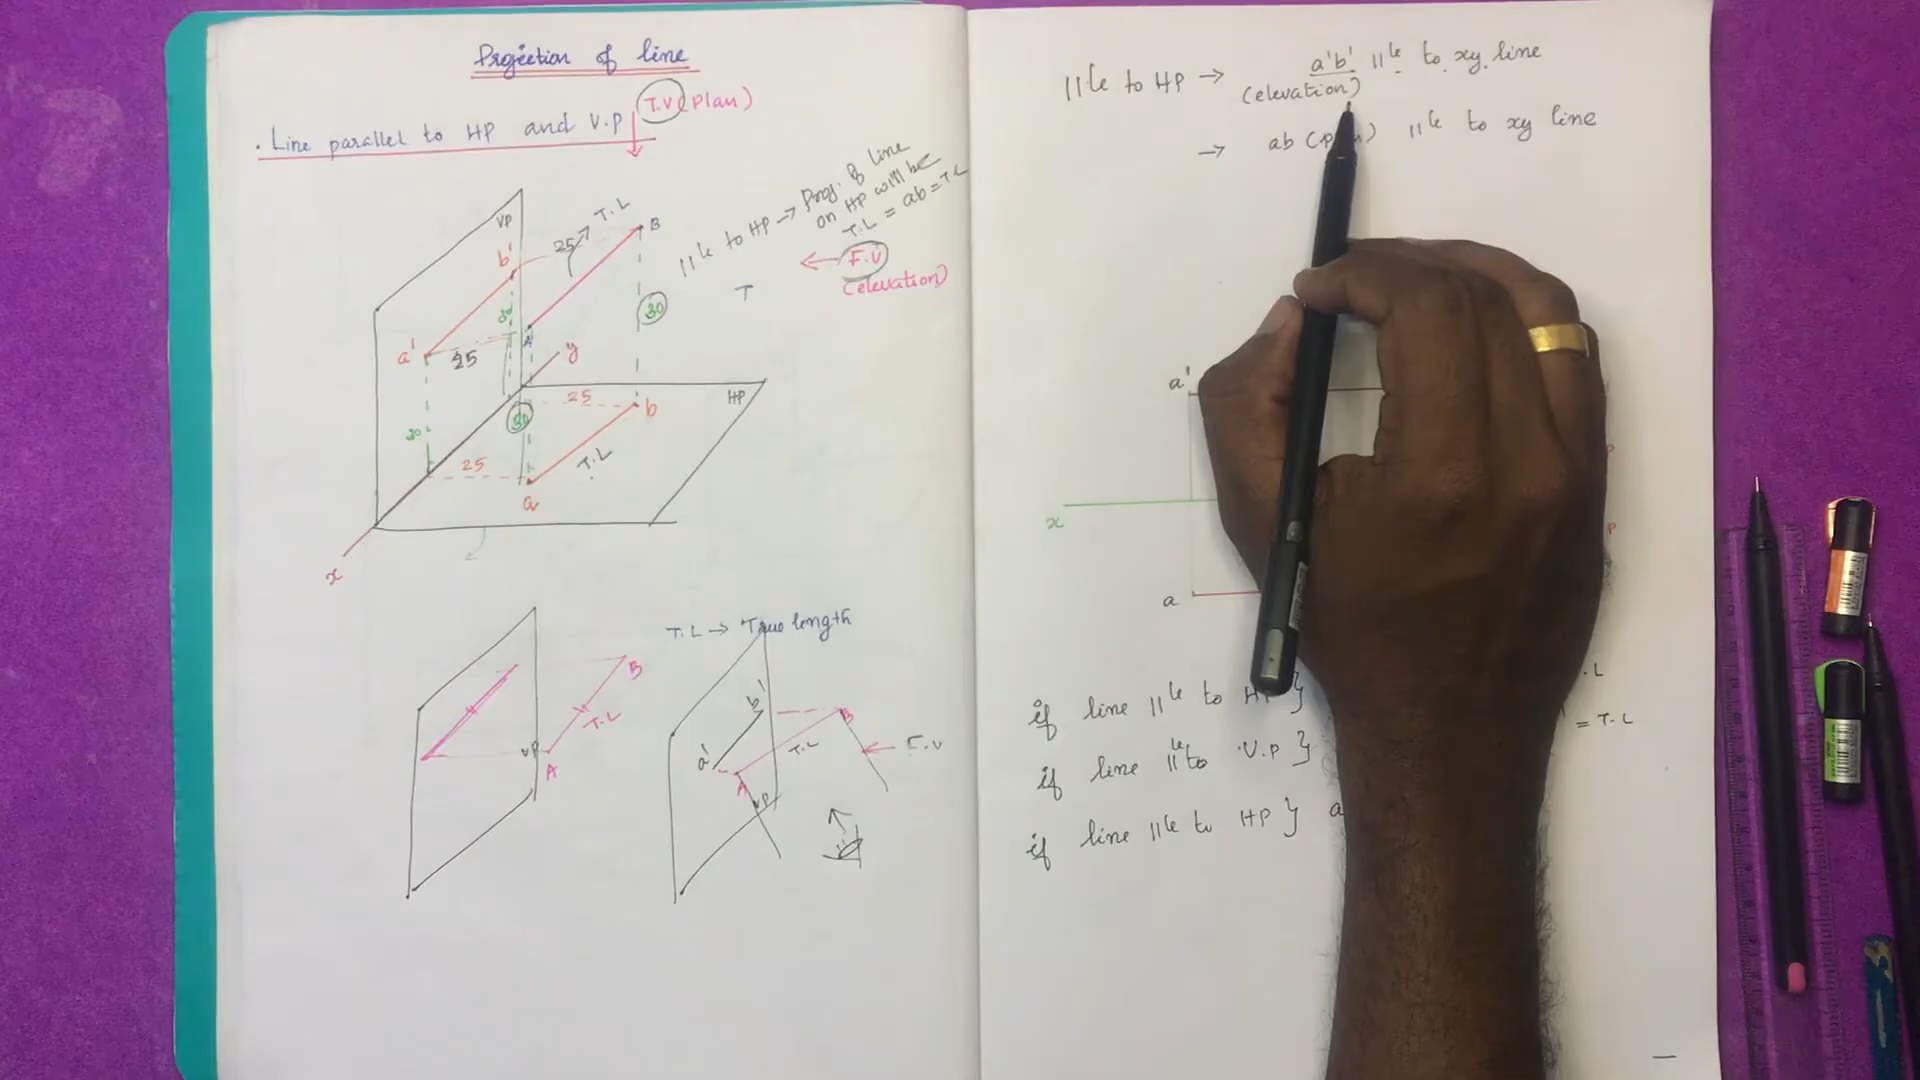 Projection of line
. Line parallel to HP and V.P
T.V (Plan)
VP
T.L
B
b'
25
30
a'
25
A
y
||le to HP → Proj. of line
on HP will be
T.L = ab = T.L
T
F.V
(elevation)
30
30
25
HP
b
30
25
T.L
a
x
T.L → True length
B
T.L
VP
A
b'
B
T.L
a'
A
VP
F.V
||le to HP → a'b' ||le to xy line
(elevation)
→ ab ||le to xy line
a'
x
a
P
P
if line ||le to HP }
.L
if line ||le to V.P }
= T.L
if line ||le to HP } a